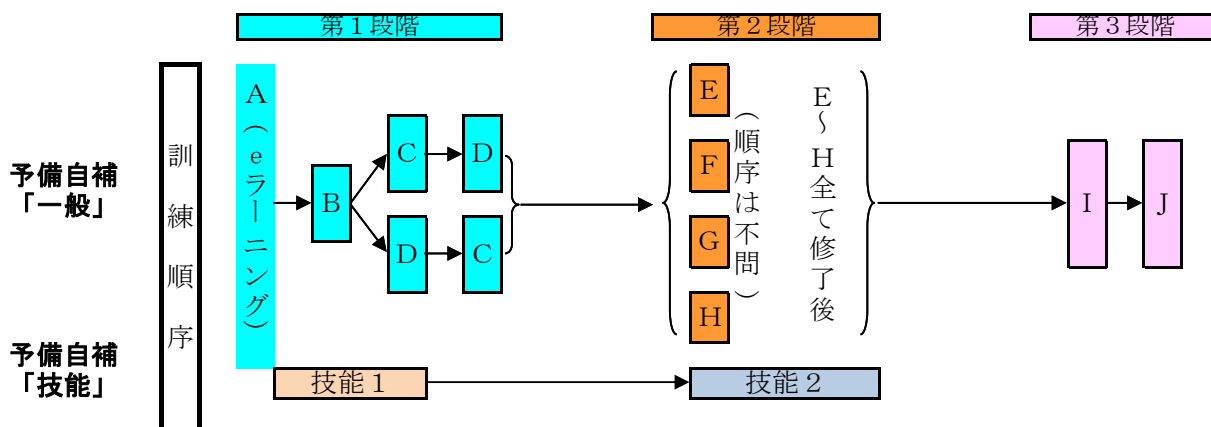 第１段階
第２段階
第３段階
予備自補
「一般」
予備自補
「技能」
訓練順序
A(eラーニング)
B
C
D
D
C
E
F
G
H
(順序は不問)
E～H全て修了後
I
J
技能１
技能２